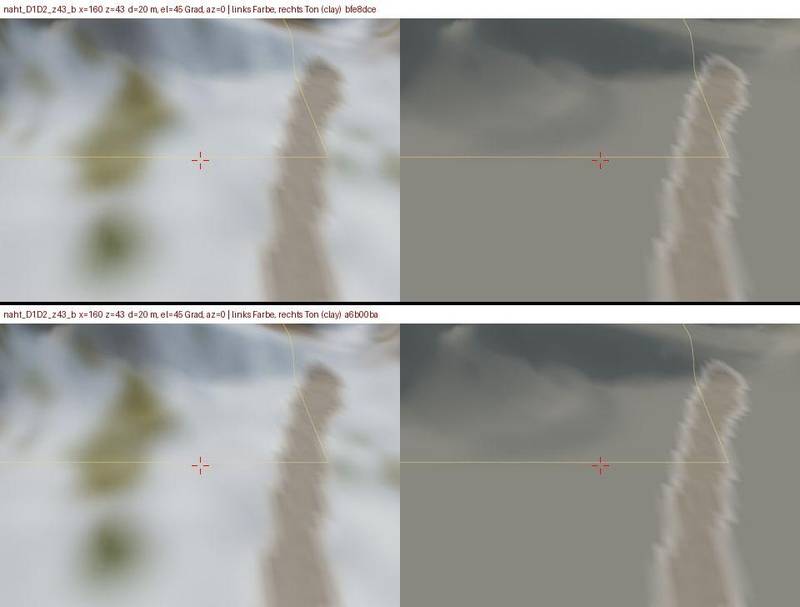 naht_D1D2_z43_b x=160 z=43 d=20 m, el=45 Grad, az=0 | links Farbe, rechts Ton (clay) bfe8dce
naht_D1D2_z43_b x=160 z=43 d=20 m, el=45 Grad, az=0 | links Farbe, rechts Ton (clay) a6b00ba